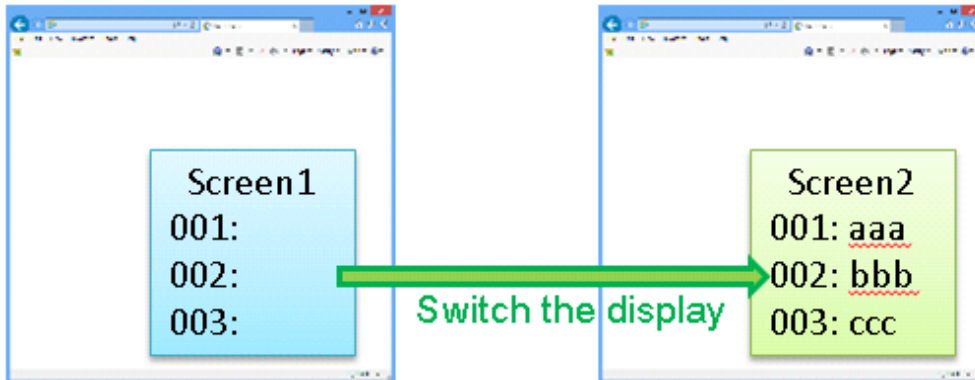 Screen1
001:
002:
003:
Switch the display
Screen2
001: aaa
002: bbb
003: ccc